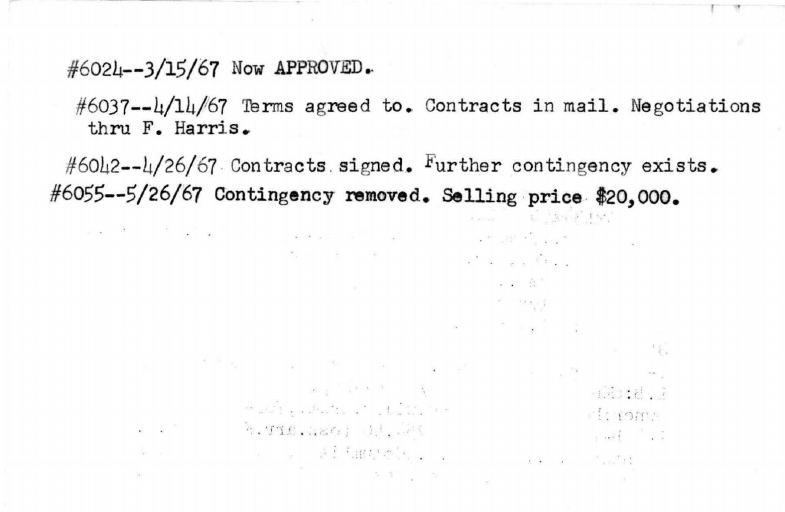 #6024--3/15/67 Now APPROVED.
#6037--4/14/67 Terms agreed to. Contracts in mail. Negotiations
thru F. Harris.
#6042--4/26/67 Contracts signed. Further contingency exists.
#6055--5/26/67 Contingency removed. Selling price $20,000.